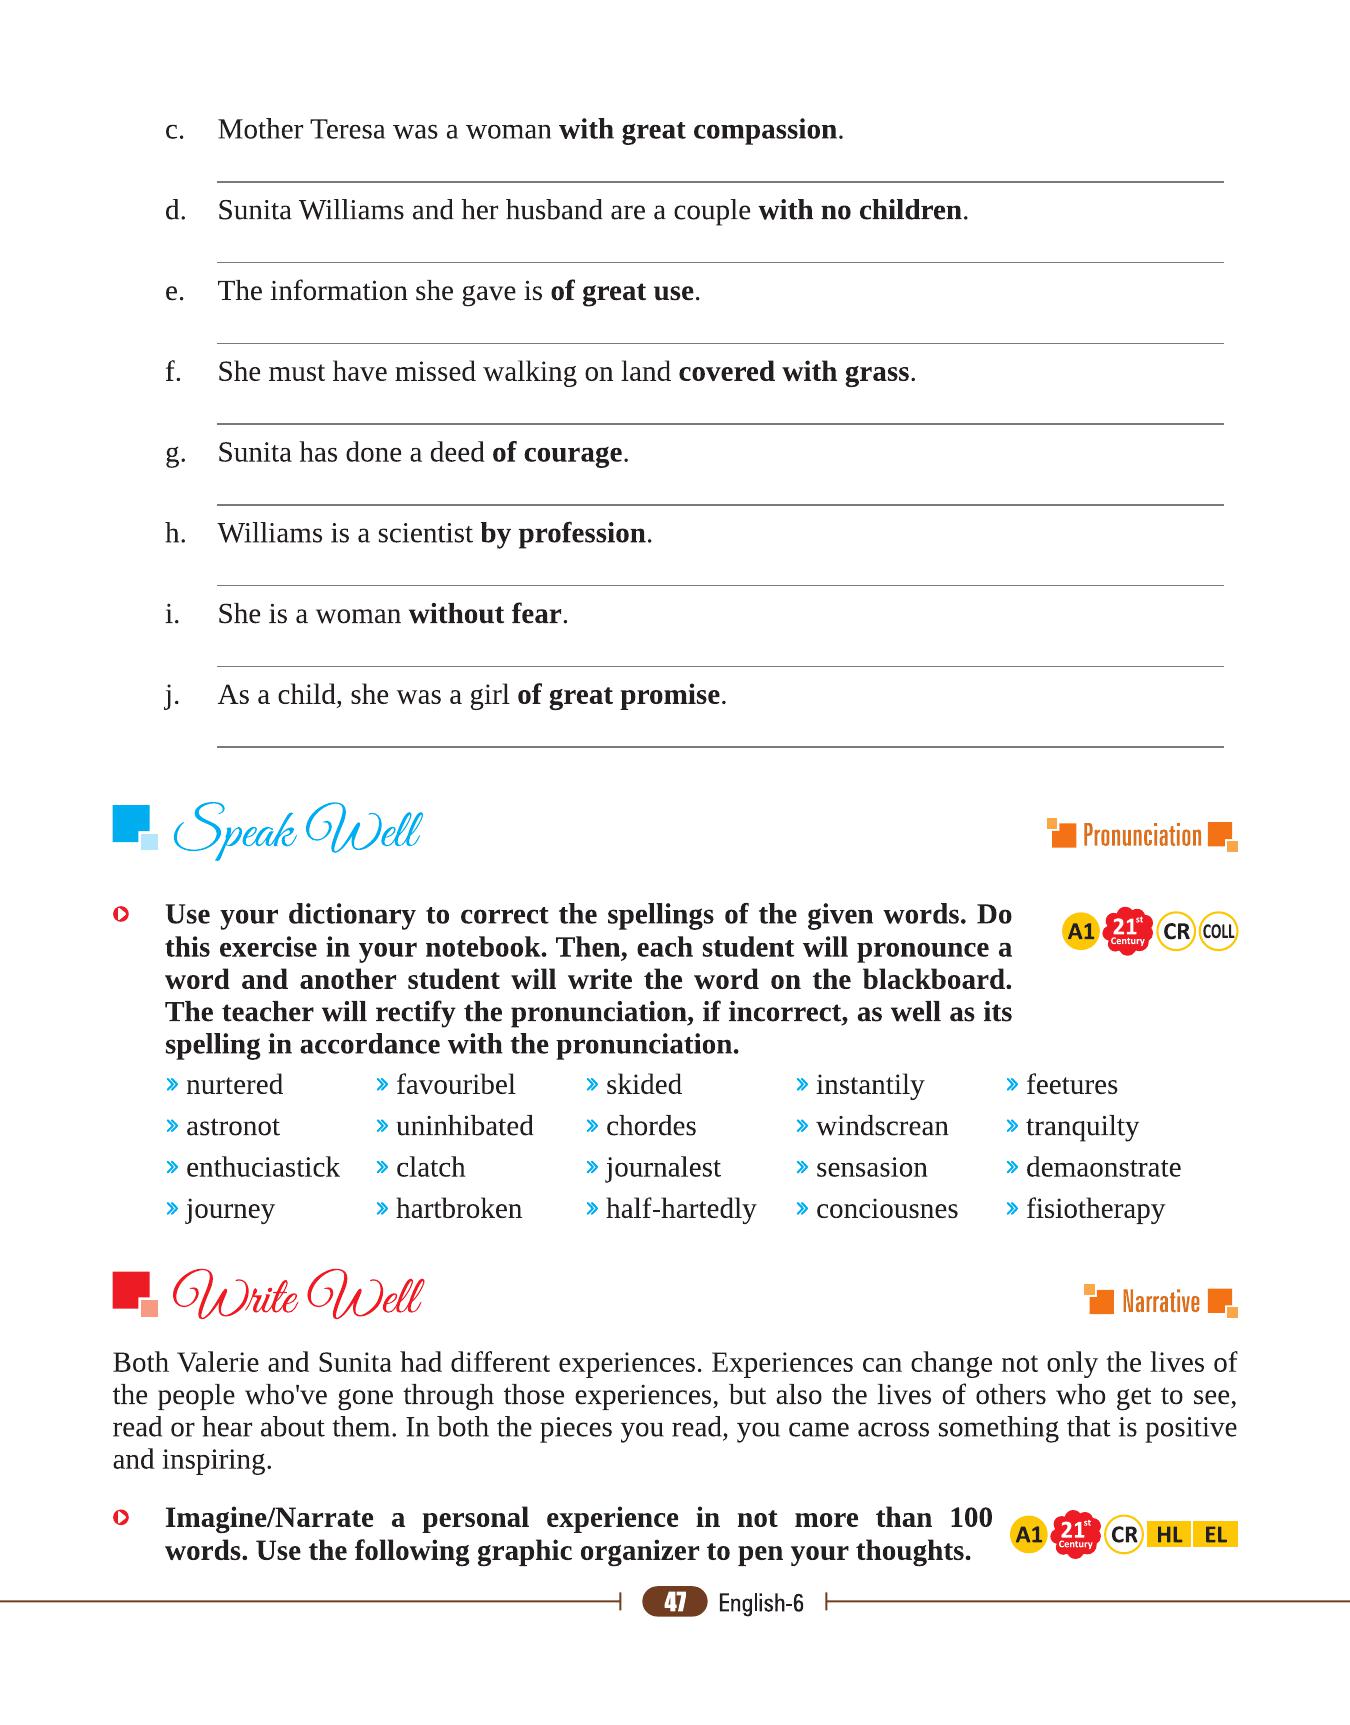 c. Mother Teresa was a woman with great compassion.
d. Sunita Williams and her husband are a couple with no children.
e. The information she gave is of great use.
f. She must have missed walking on land covered with grass.
g. Sunita has done a deed of courage.
h. Williams is a scientist by profession.
i. She is a woman without fear.
j. As a child, she was a girl of great promise.
Speak Well
Pronunciation
Use your dictionary to correct the spellings of the given words. Do
this exercise in your notebook. Then, each student will pronounce a
word and another student will write the word on the blackboard.
The teacher will rectify the pronunciation, if incorrect, as well as its
spelling in accordance with the pronunciation.
A1 21st Century CR COLL
nurtered favouribel skided instantily feetures
astronot uninhibated chordes windscrean tranquilty
enthuciastick clatch journalest sensasion demaonstrate
journey hartbroken half-hartedly conciousnes fisiotherapy
Write Well
Narrative
Both Valerie and Sunita had different experiences. Experiences can change not only the lives of
the people who've gone through those experiences, but also the lives of others who get to see,
read or hear about them. In both the pieces you read, you came across something that is positive
and inspiring.
Imagine/Narrate a personal experience in not more than 100
words. Use the following graphic organizer to pen your thoughts.
A1 21st Century CR HL EL
47 English-6